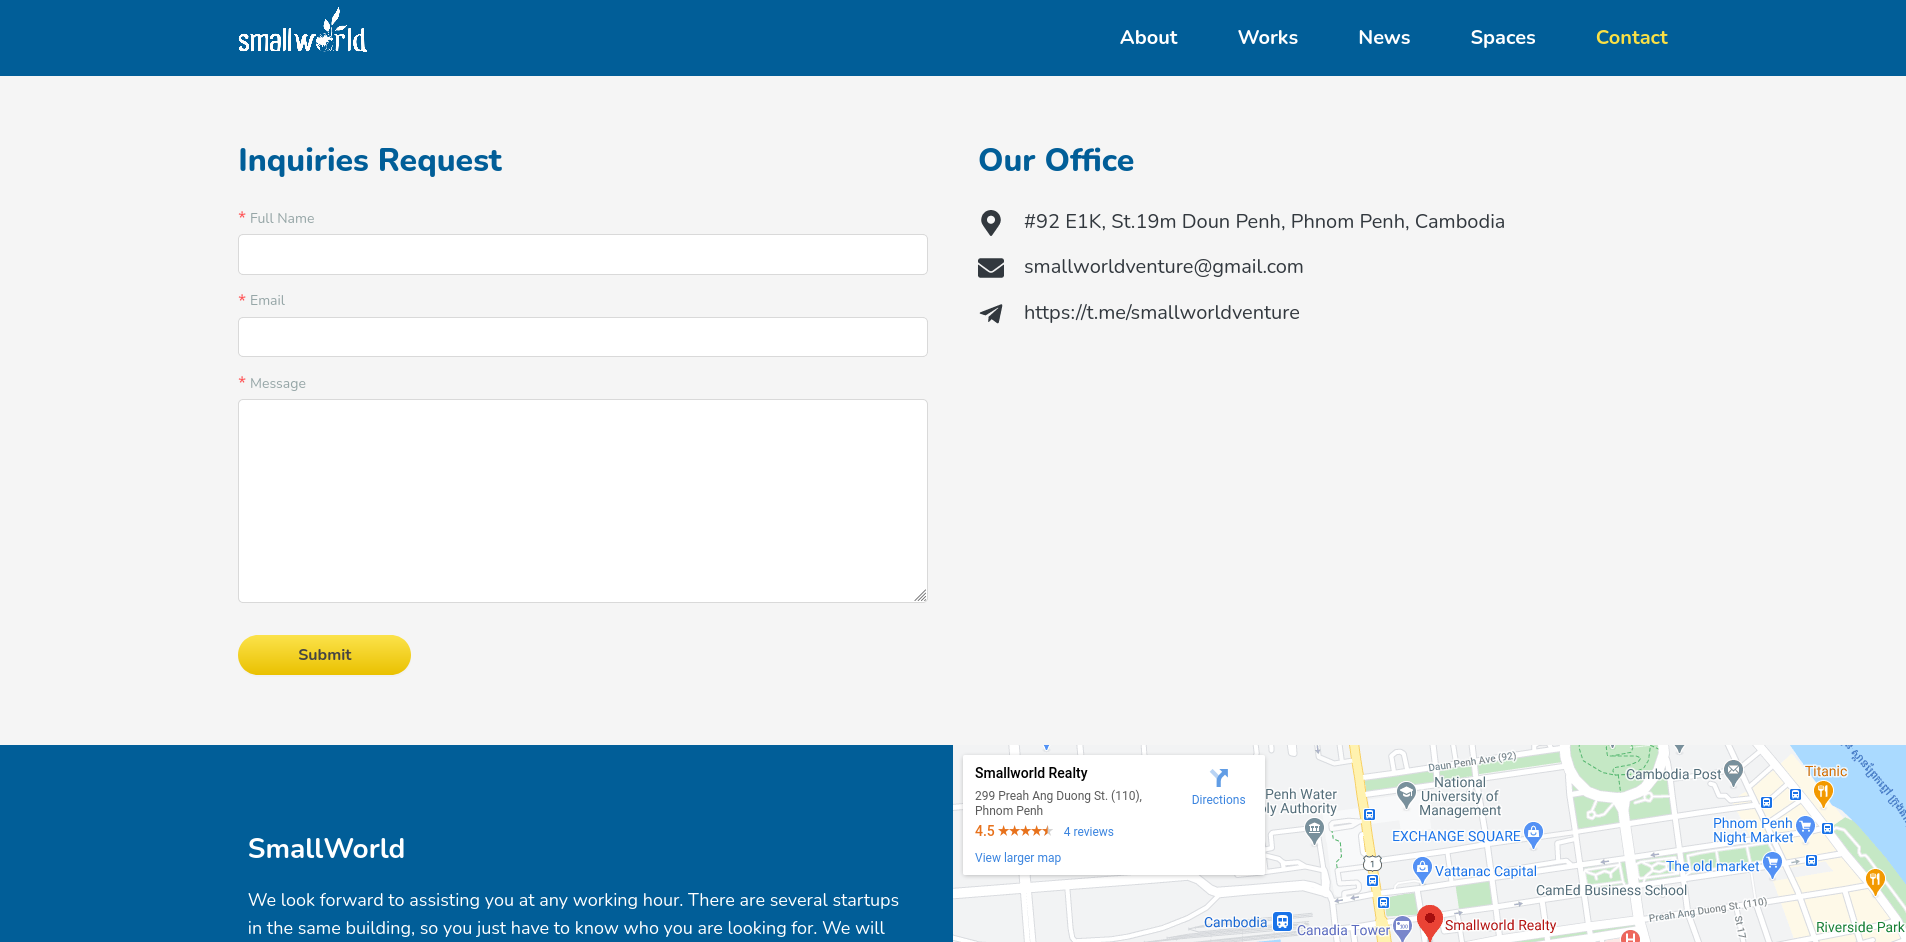 smallworld
About
Works
News
Spaces
Contact
Inquiries Request
* Full Name
* Email
* Message
Submit
Our Office
#92 E1K, St.19m Doun Penh, Phnom Penh, Cambodia
smallworldventure@gmail.com
https://t.me/smallworldventure
SmallWorld
We look forward to assisting you at any working hour. There are several startups
in the same building, so you just have to know who you are looking for. We will
Smallworld Realty
299 Preah Ang Duong St. (110),
Phnom Penh
4.5
4 reviews
View larger map
Directions
Daun Penh Ave (92)
Cambodia Post
Titanic
National
University of
Management
Penh Water
ly Authority
EXCHANGE SQUARE
Phnom Penh
Night Market
1
The old market
Vattanac Capital
CamEd Business School
Preah Ang Duong St. (110)
St.17
Cambodia
Canadia Tower
Smallworld Realty
Riverside Park